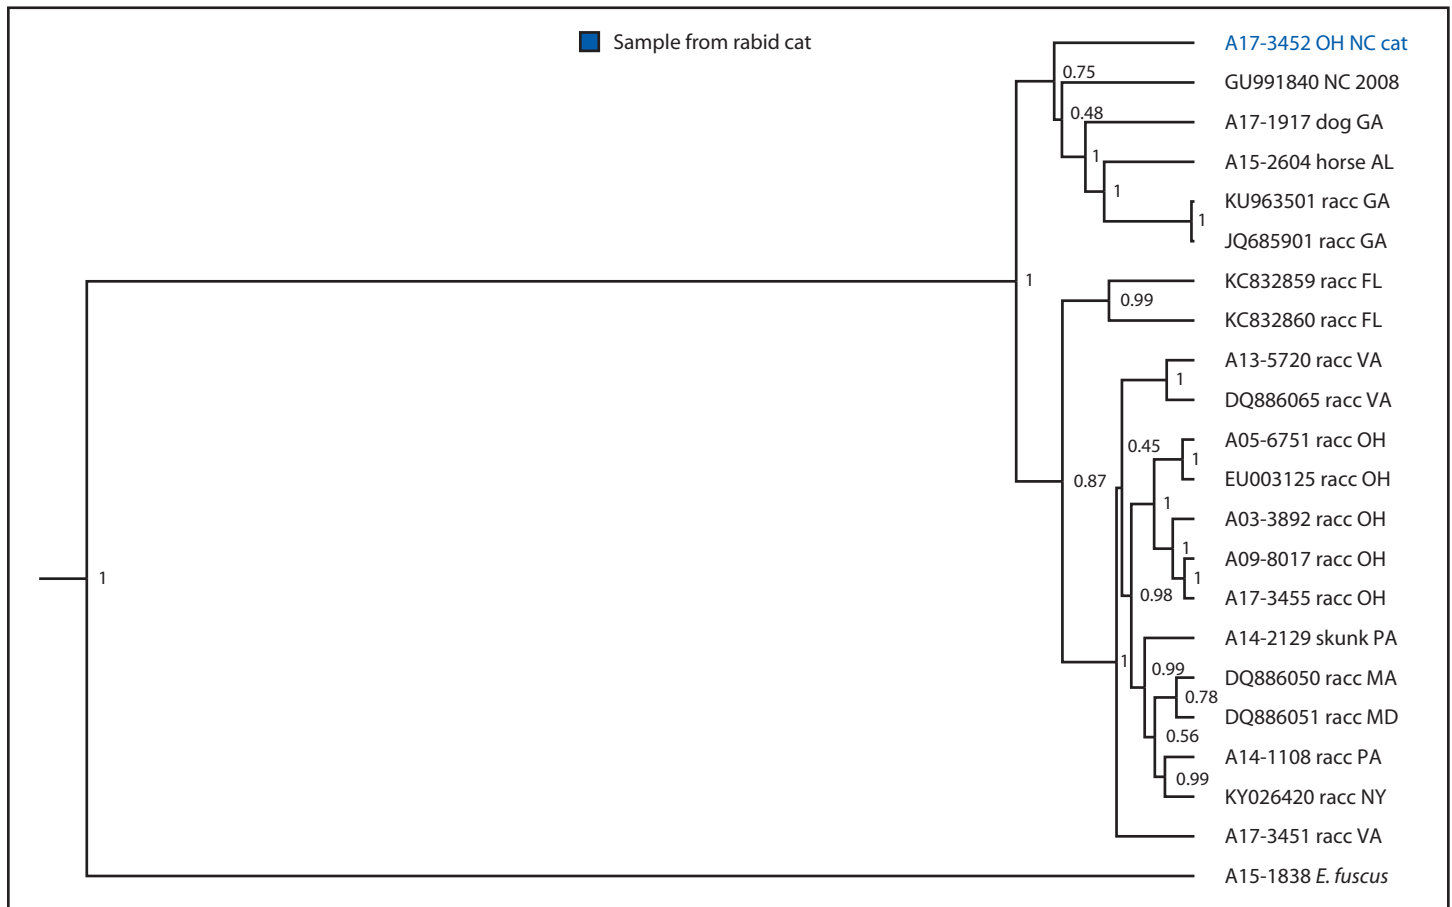 Sample from rabid cat
A17-3452 OH NC cat
0.75
GU991840 NC 2008
0.48
A17-1917 dog GA
1
A15-2604 horse AL
1
KU963501 racc GA
1
JQ685901 racc GA
1
KC832859 racc FL
0.99
KC832860 racc FL
A13-5720 racc VA
1
DQ886065 racc VA
A05-6751 racc OH
0.45
1
EU003125 racc OH
0.87
1
A03-3892 racc OH
1
A09-8017 racc OH
1
1
A17-3455 racc OH
0.98
A14-2129 skunk PA
1
0.99
DQ886050 racc MA
0.78
DQ886051 racc MD
0.56
A14-1108 racc PA
0.99
KY026420 racc NY
A17-3451 racc VA
A15-1838 E. fuscus